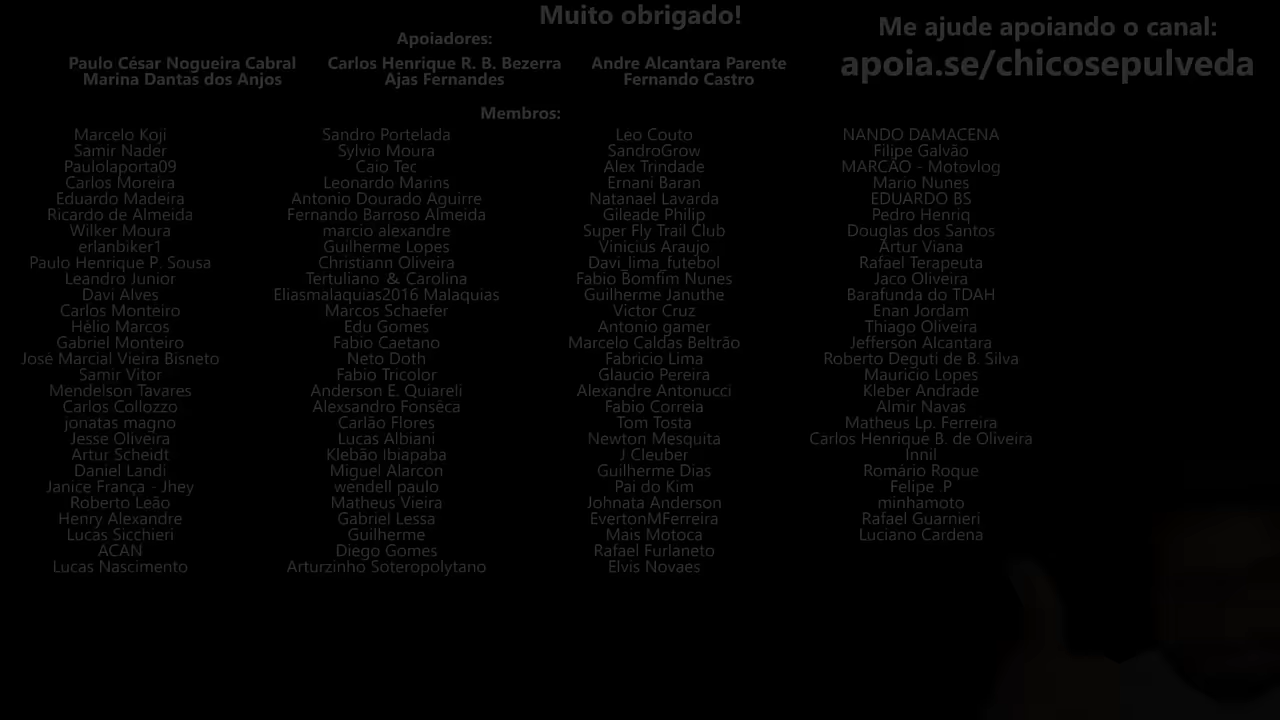 Muito obrigado!
Me ajude apoiando o canal:
apoia.se/chicosepulveda
Apoiadores:
Paulo César Nogueira Cabral
Marina Dantas dos Anjos
Carlos Henrique R. B. Bezerra
Ajas Fernandes
Andre Alcantara Parente
Fernando Castro
Membros:
Marcelo Koji
Samir Nader
Paulolaporta09
Carlos Moreira
Eduardo Madeira
Ricardo de Almeida
Wilker Moura
erlanbiker1
Paulo Henrique P. Sousa
Leandro Junior
Davi Alves
Carlos Monteiro
Hélio Marcos
Gabriel Monteiro
José Marcial Vieira Bisneto
Samir Vitor
Mendelson Tavares
Carlos Collozzo
jonatas magno
Jesse Oliveira
Artur Scheidt
Daniel Landi
Janice França - Jhey
Roberto Leão
Henry Alexandre
Lucas Sicchieri
ACAN
Lucas Nascimento
Sandro Portelada
Sylvio Moura
Caio Tec
Leonardo Marins
Antonio Dourado Aguirre
Fernando Barroso Almeida
marcio alexandre
Guilherme Lopes
Christiann Oliveira
Tertuliano & Carolina
Eliasmalaquias2016 Malaquias
Marcos Schaefer
Edu Gomes
Fabio Caetano
Neto Doth
Fabio Tricolor
Anderson E. Quiareli
Alexsandro Fonsêca
Carlão Flores
Lucas Albiani
Klebão Ibiapaba
Miguel Alarcon
wendell paulo
Matheus Vieira
Gabriel Lessa
Guilherme
Diego Gomes
Arturzinho Soteropolytano
Leo Couto
SandroGrow
Alex Trindade
Ernani Baran
Natanael Lavarda
Gileade Philip
Super Fly Trail Club
Vinicius Araujo
Davi_lima_futebol
Fabio Bomfim Nunes
Guilherme Januthe
Victor Cruz
Antonio gamer
Marcelo Caldas Beltrão
Fabricio Lima
Glaucio Pereira
Alexandre Antonucci
Fabio Correia
Tom Tosta
Newton Mesquita
J Cleuber
Guilherme Dias
Pai do Kim
Johnata Anderson
EvertonMFerreira
Mais Motoca
Rafael Furlaneto
Elvis Novaes
NANDO DAMACENA
Filipe Galvão
MARCÃO - Motovlog
Mario Nunes
EDUARDO BS
Pedro Henriq
Douglas dos Santos
Artur Viana
Rafael Terapeuta
Jaco Oliveira
Barafunda do TDAH
Enan Jordam
Thiago Oliveira
Jefferson Alcantara
Roberto Deguti de B. Silva
Mauricio Lopes
Kleber Andrade
Almir Navas
Matheus Lp. Ferreira
Carlos Henrique B. de Oliveira
Innil
Romário Roque
Felipe .P
minhamoto
Rafael Guarnieri
Luciano Cardena